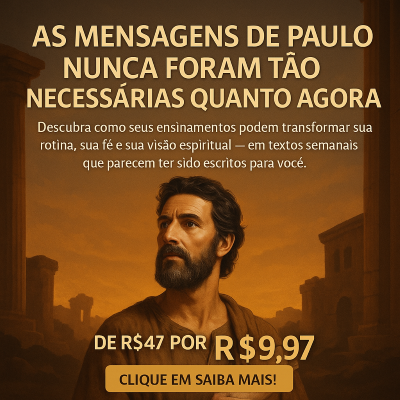 AS MENSAGENS DE PAULO
NUNCA FORAM TÃO
NECESSÁRIAS QUANTO AGORA
Descubra como seus ensinamentos podem transformar sua
rotina, sua fé e sua visão espiritual — em textos semanais
que parecem ter sido escritos para você.
DE R$47 POR R$9,97
CLIQUE EM SAIBA MAIS!